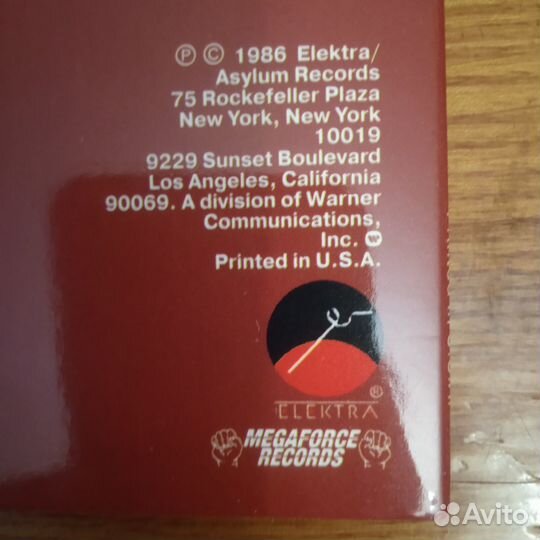 ℗ © 1986 Elektra/
Asylum Records
75 Rockefeller Plaza
New York, New York
10019
9229 Sunset Boulevard
Los Angeles, California
90069. A division of Warner
Communications,
Inc.
Printed in U.S.A.
ELEKTRA ®
MEGAFORCE
RECORDS
Avito